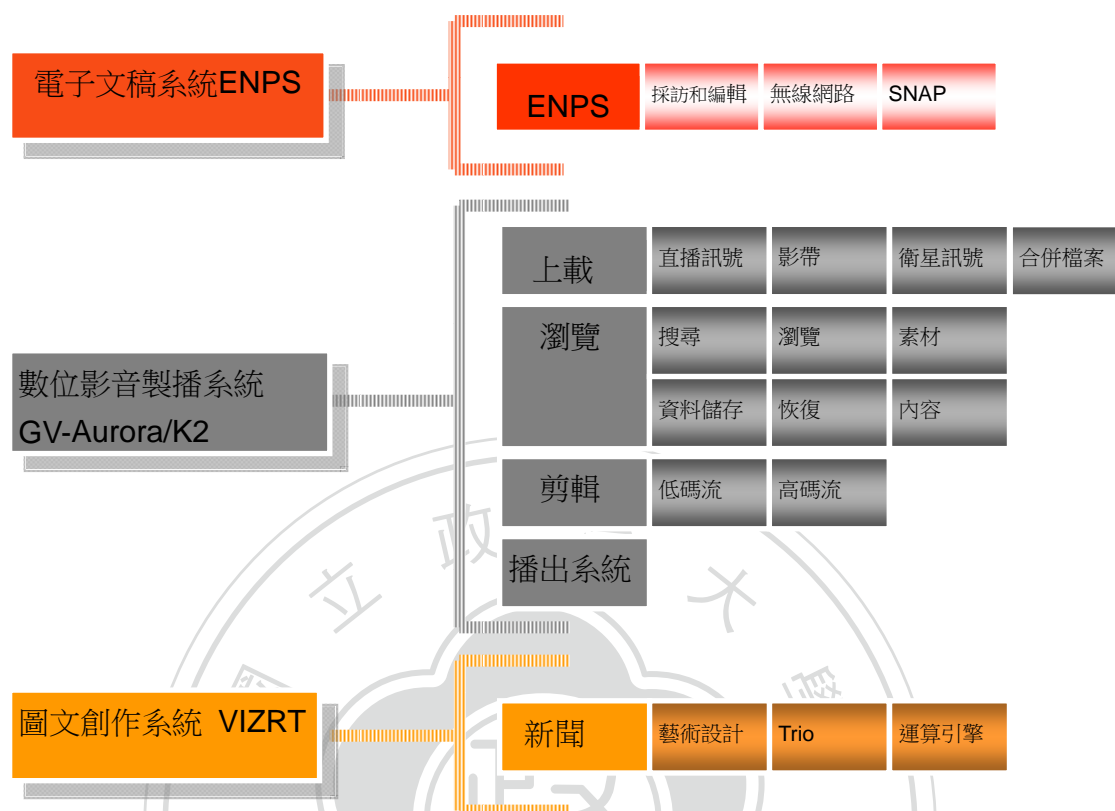 電子文稿系統ENPS
ENPS
採訪和編輯
無線網路
SNAP
上載
直播訊號
影帶
衛星訊號
合併檔案
數位影音製播系統
GV-Aurora/K2
瀏覽
搜尋
瀏覽
素材
資料儲存
恢復
內容
剪輯
低碼流
高碼流
播出系統
立
政
大
圖文創作系統 VIZRT
新聞
藝術設計
Trio
運算引擎